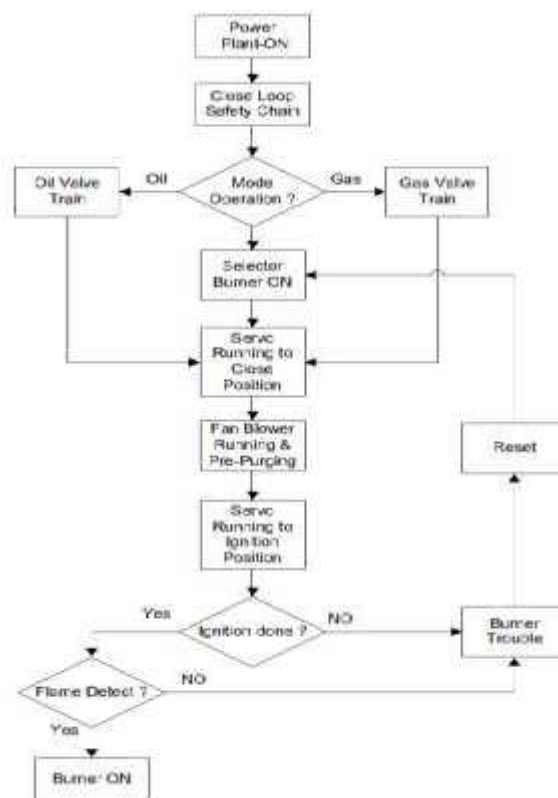 Power
Plant-ON
Close Loop
Safety Chain
Oil
Mode
Operation ?
Gas
Oil Valve
Train
Gas Valve
Train
Selector
Burner ON
Servo
Running to
Close
Position
Fan Blower
Running &
Pre-Purging
Reset
Servo
Running to
Ignition
Position
Yes
Ignition done ?
NO
Burner
Trouble
Flame Detect ?
NO
Yes
Burner ON